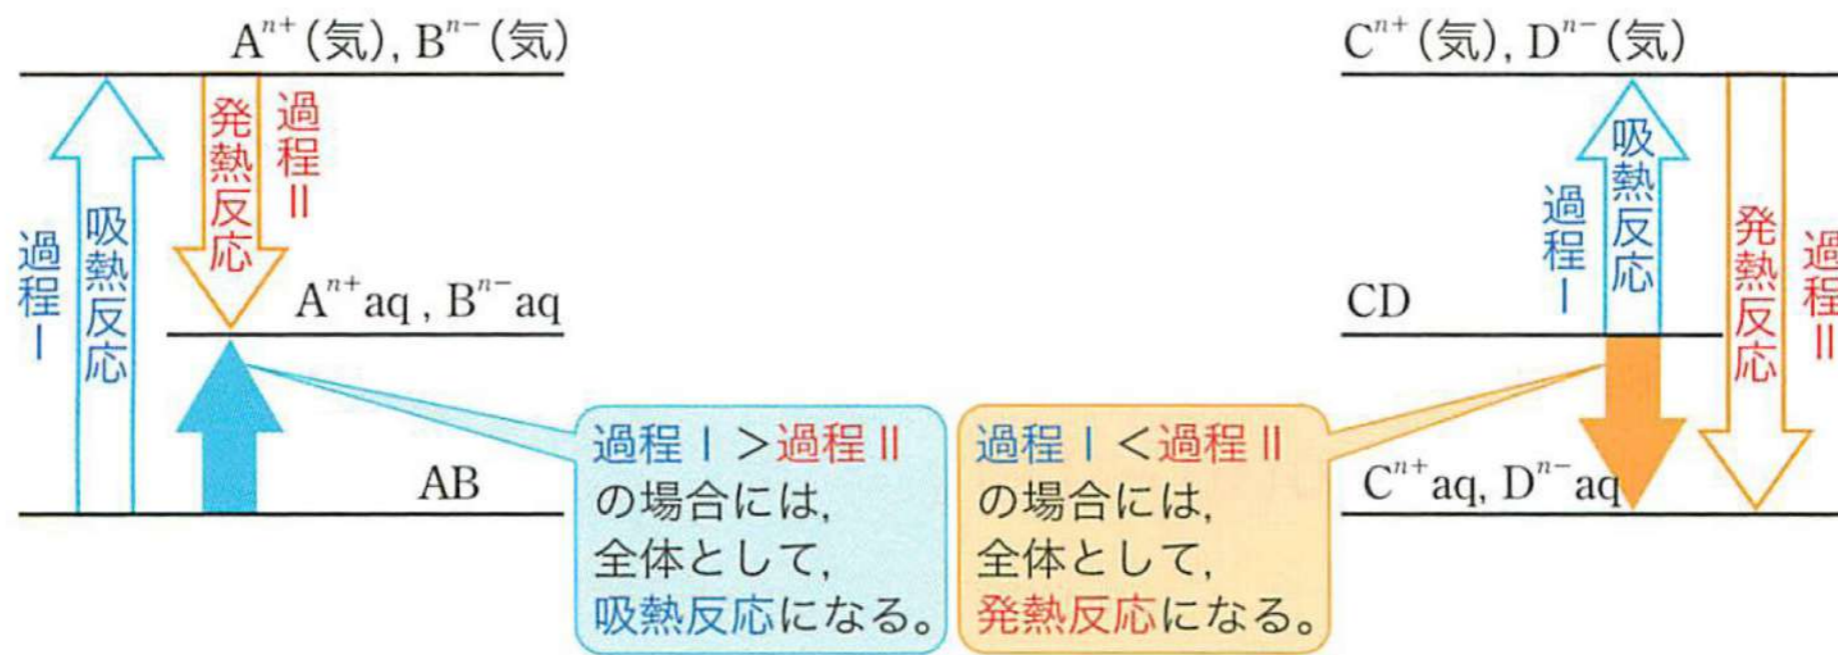 Aⁿ⁺(気), Bⁿ⁻(気)
過程Ⅰ
吸熱反応
発熱反応
過程Ⅱ
Aⁿ⁺aq , Bⁿ⁻aq
AB
過程Ⅰ＞過程Ⅱ
の場合には,
全体として,
吸熱反応になる。
Cⁿ⁺(気), Dⁿ⁻(気)
過程Ⅰ
吸熱反応
発熱反応
過程Ⅱ
CD
Cⁿ⁺aq, Dⁿ⁻aq
過程Ⅰ＜過程Ⅱ
の場合には,
全体として,
発熱反応になる。